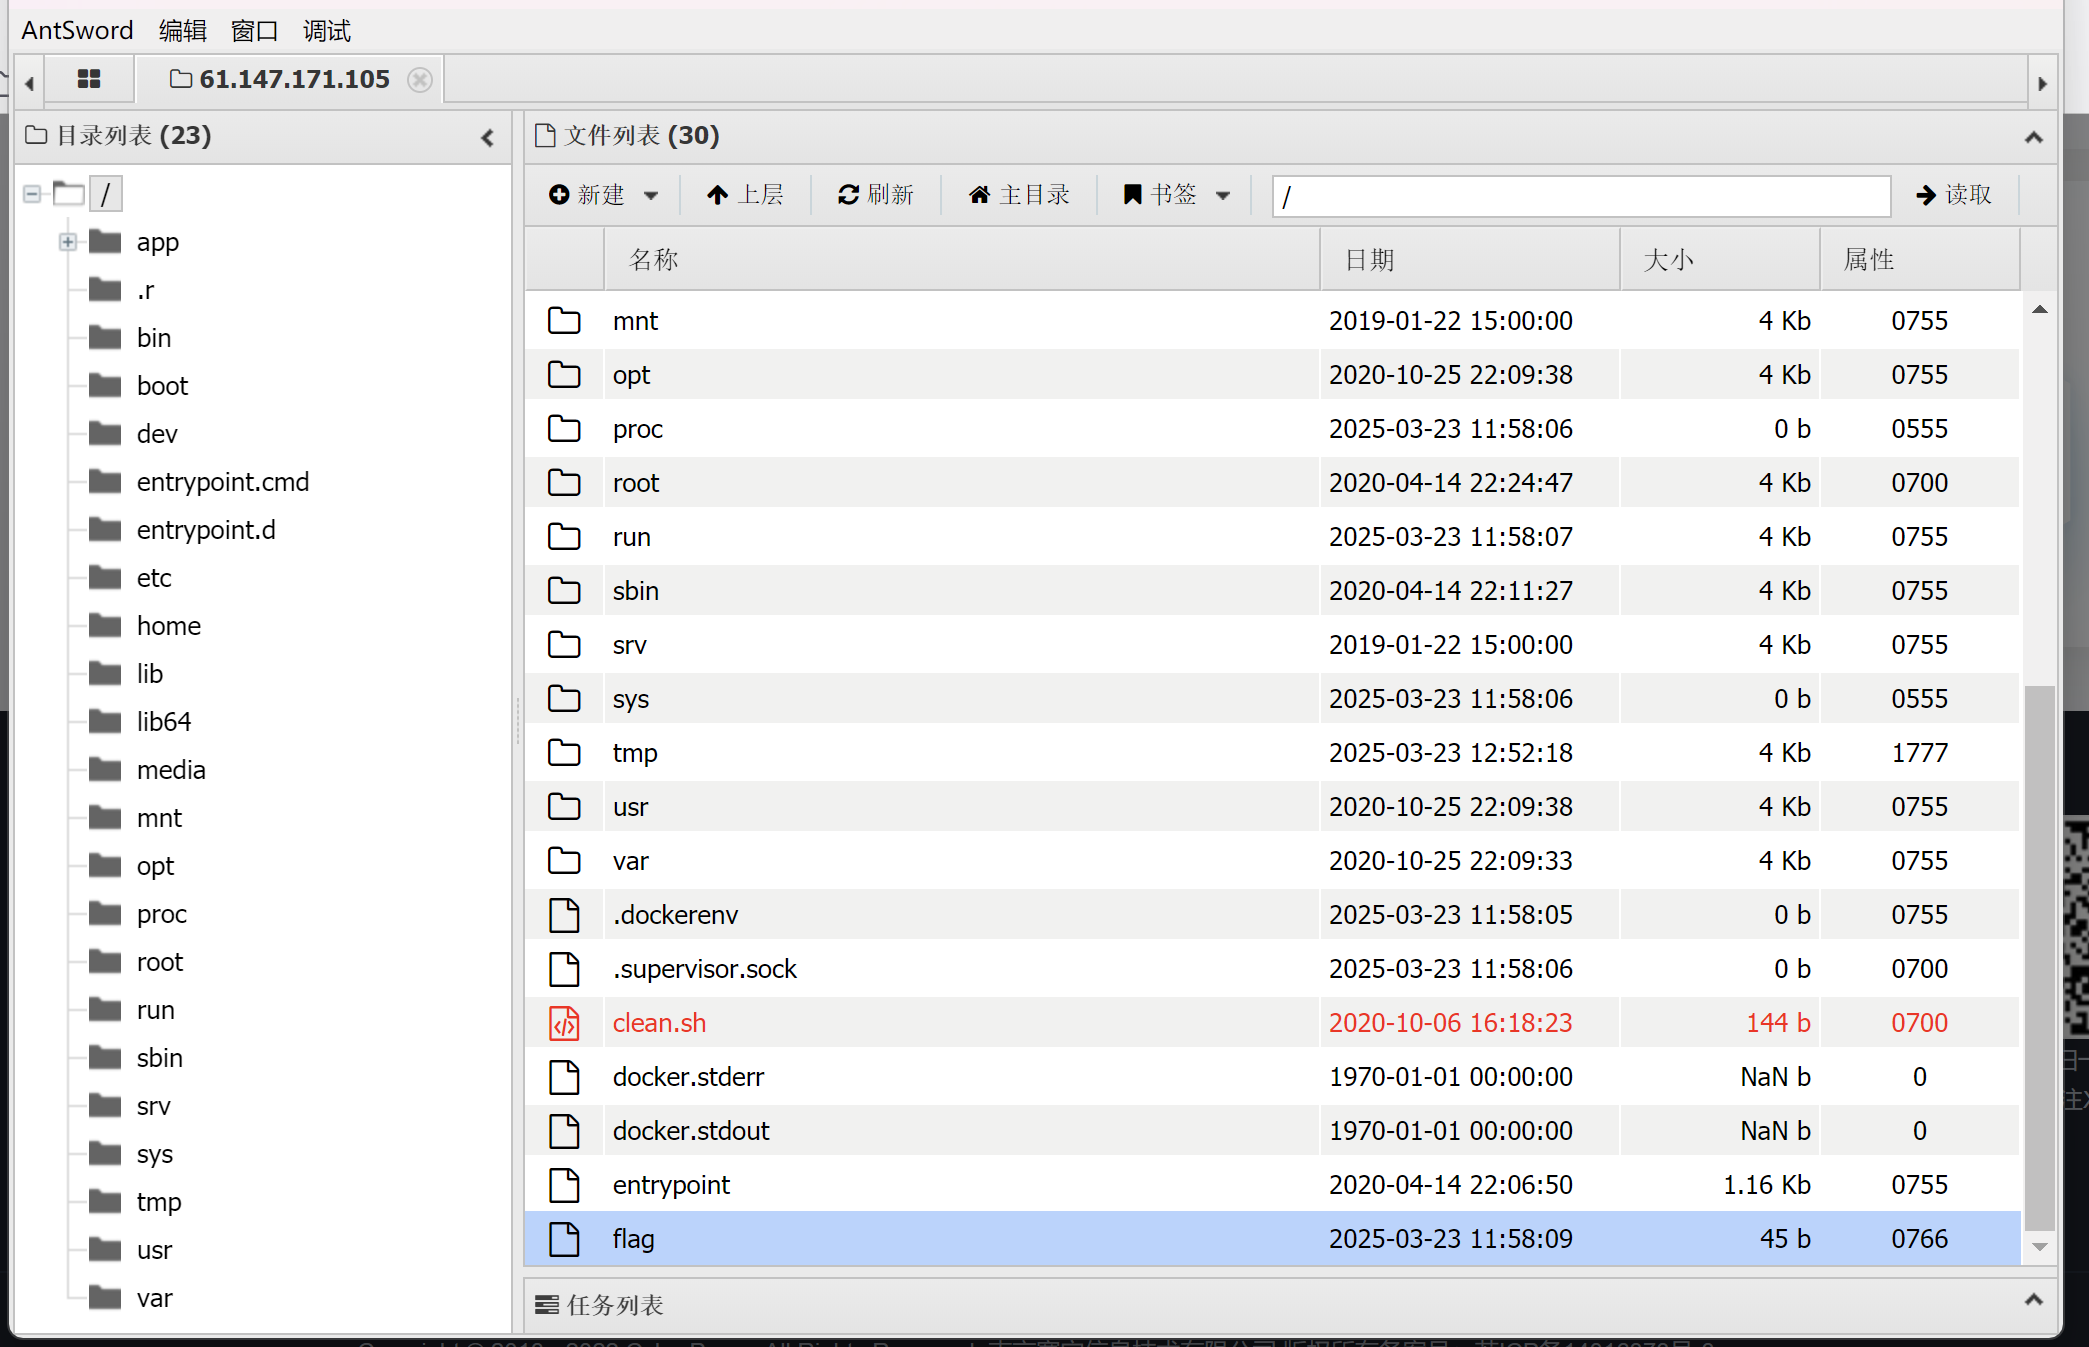 AntSword 编辑 窗口 调试
61.147.171.105
目录列表 (23)
/
app
.r
bin
boot
dev
entrypoint.cmd
entrypoint.d
etc
home
lib
lib64
media
mnt
opt
proc
root
run
sbin
srv
sys
tmp
usr
var
文件列表 (30)
新建 上层 刷新 主目录 书签 / 读取
名称 日期 大小 属性
mnt 2019-01-22 15:00:00 4 Kb 0755
opt 2020-10-25 22:09:38 4 Kb 0755
proc 2025-03-23 11:58:06 0 b 0555
root 2020-04-14 22:24:47 4 Kb 0700
run 2025-03-23 11:58:07 4 Kb 0755
sbin 2020-04-14 22:11:27 4 Kb 0755
srv 2019-01-22 15:00:00 4 Kb 0755
sys 2025-03-23 11:58:06 0 b 0555
tmp 2025-03-23 12:52:18 4 Kb 1777
usr 2020-10-25 22:09:38 4 Kb 0755
var 2020-10-25 22:09:33 4 Kb 0755
.dockerenv 2025-03-23 11:58:05 0 b 0755
.supervisor.sock 2025-03-23 11:58:06 0 b 0700
clean.sh 2020-10-06 16:18:23 144 b 0700
docker.stderr 1970-01-01 00:00:00 NaN b 0
docker.stdout 1970-01-01 00:00:00 NaN b 0
entrypoint 2020-04-14 22:06:50 1.16 Kb 0755
flag 2025-03-23 11:58:09 45 b 0766
任务列表